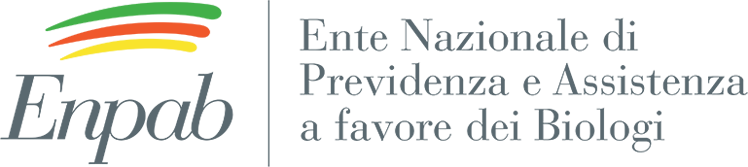 Enpab
Ente Nazionale di
Previdenza e Assistenza
a favore dei Biologi